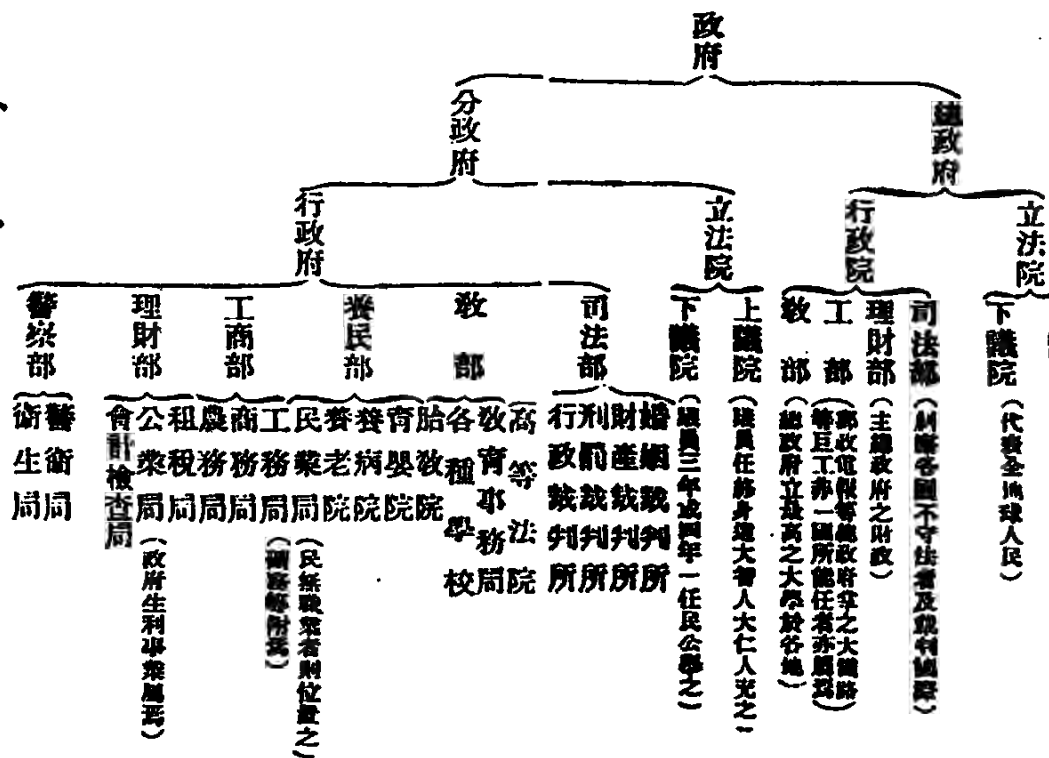 政府
總政府
立法院
下議院
(代表全地球人民)
行政院
司法部
(判斷各國不守法者及裁判國際)
理財部
(主總政府之財政)
工部
(郵政電報等總政府掌之大鐵路
等巨工非一國所能任者亦屬焉)
教部
(總政府立最高之大學於各地)
分政府
立法院
上議院
(議員任終身選大智人大仁人充之)
下議院
(議員三年或四年一任民公舉之)
行政府
司法部
婚姻裁判所
財產裁判所
刑罰裁判所
行政裁判所
高等法院
教部
教育事務局
各種學校
胎教院
養民部
育嬰院
養病院
養老院
民業局
(民無職業者則位置之)
工商部
工務局
(礦務等附焉)
商務局
農務局
理財部
租稅局
公業局
(政府生利事業屬焉)
會計檢查局
警察部
警衛局
衛生局